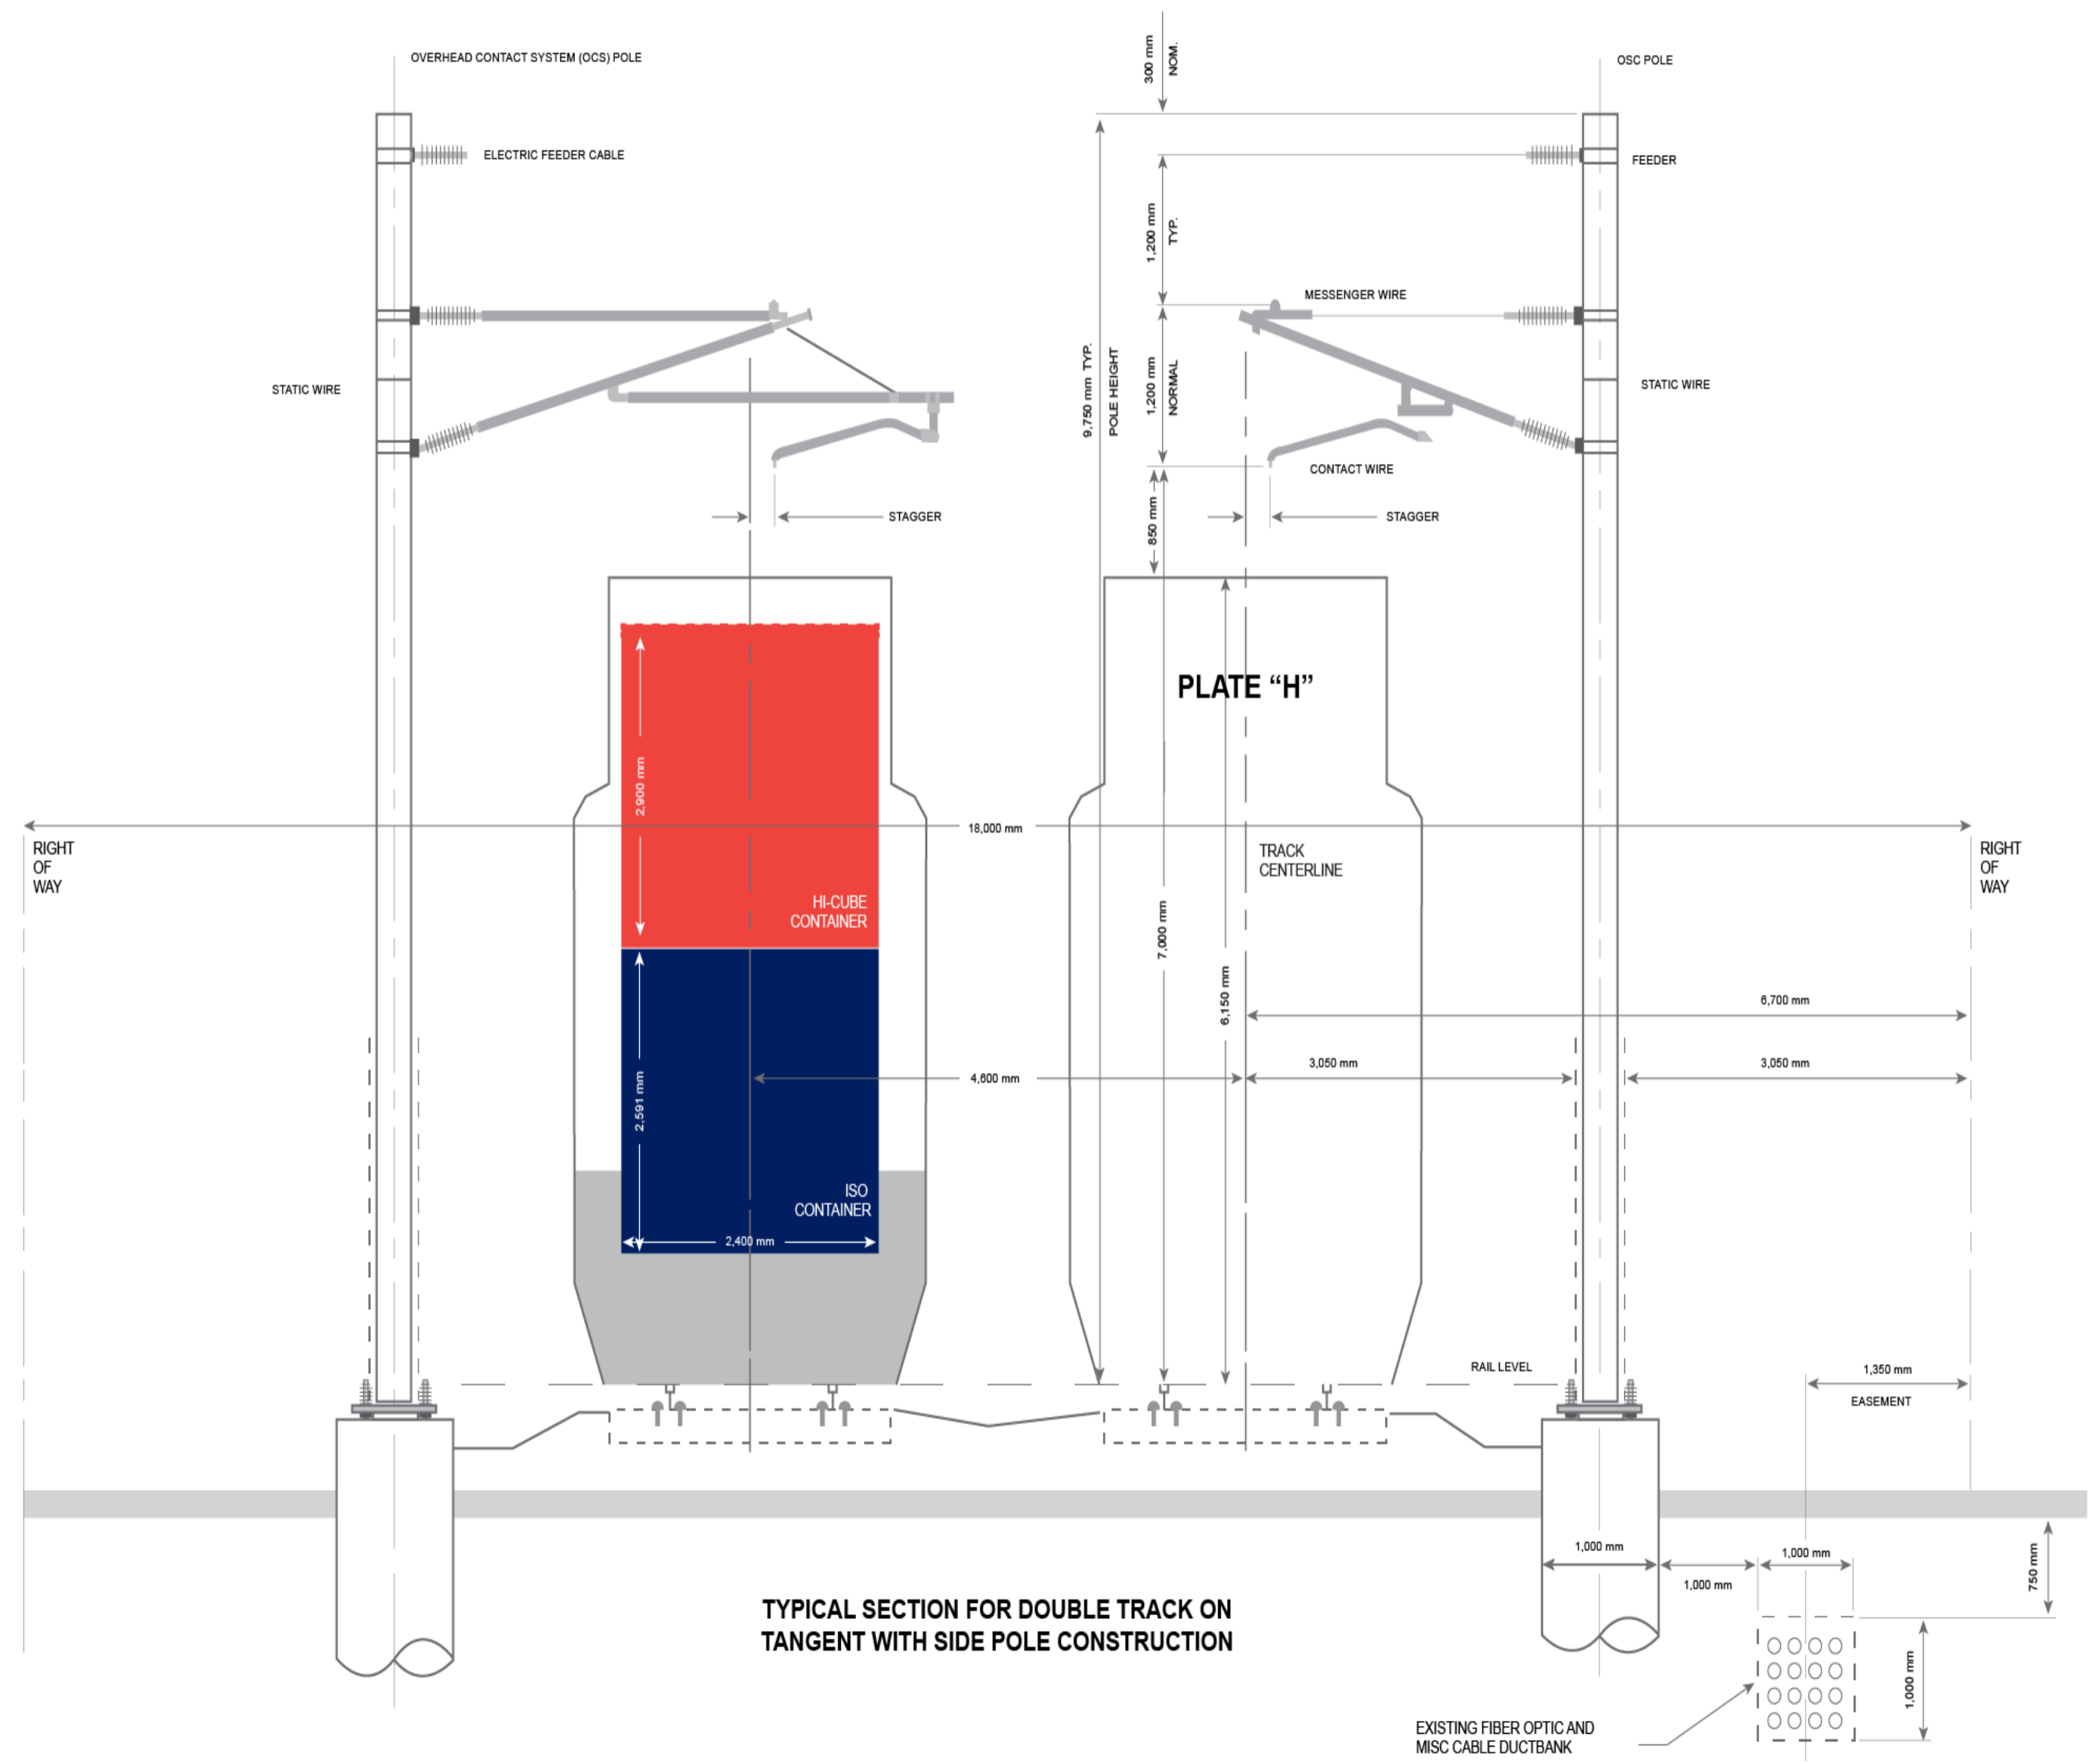 OVERHEAD CONTACT SYSTEM (OCS) POLE
300 mm
NOM.
OSC POLE
ELECTRIC FEEDER CABLE
FEEDER
1,200 mm
TYP.
MESSENGER WIRE
STATIC WIRE
9,750 mm TYP.
POLE HEIGHT
1,200 mm
NORMAL
STATIC WIRE
CONTACT WIRE
STAGGER
850 mm
STAGGER
PLATE “H”
2,900 mm
18,000 mm
RIGHT
OF
WAY
TRACK
CENTERLINE
RIGHT
OF
WAY
HI-CUBE
CONTAINER
7,000 mm
6,150 mm
6,700 mm
2,591 mm
4,600 mm
3,050 mm
3,050 mm
ISO
CONTAINER
2,400 mm
RAIL LEVEL
1,350 mm
EASEMENT
1,000 mm
1,000 mm
1,000 mm
750 mm
TYPICAL SECTION FOR DOUBLE TRACK ON
TANGENT WITH SIDE POLE CONSTRUCTION
1,000 mm
EXISTING FIBER OPTIC AND
MISC CABLE DUCTBANK